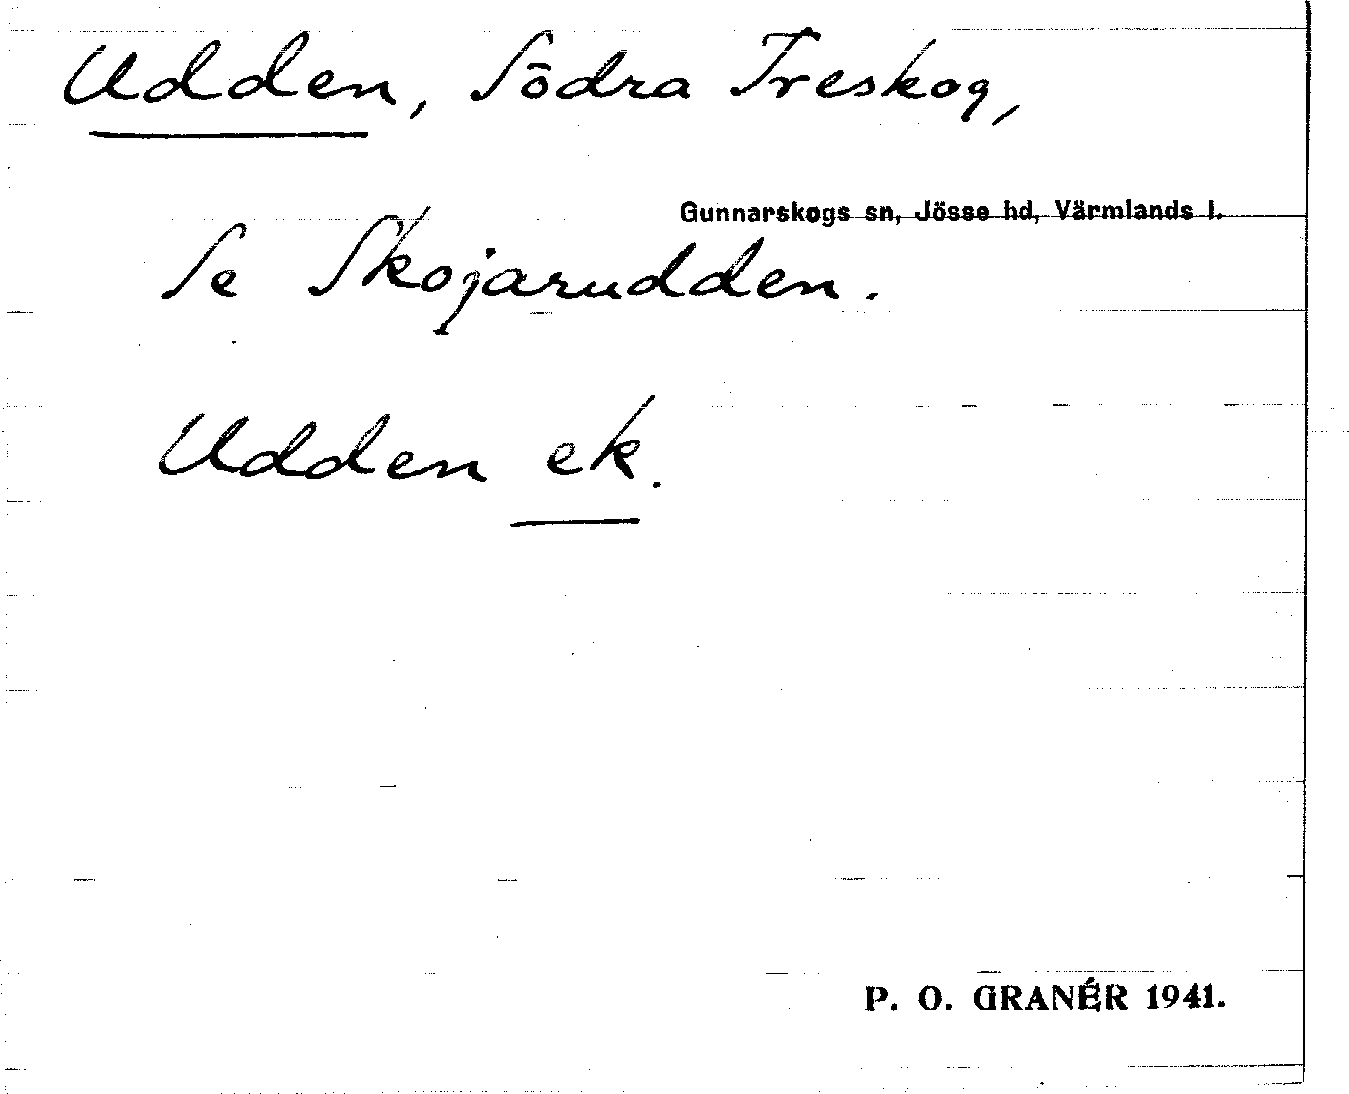 Udden, Södra Treskog,
Gunnarskogs sn, Jösse hd, Värmlands l.
Se Skojarudden.
Udden ek.
P. O. GRANÉR 1941.